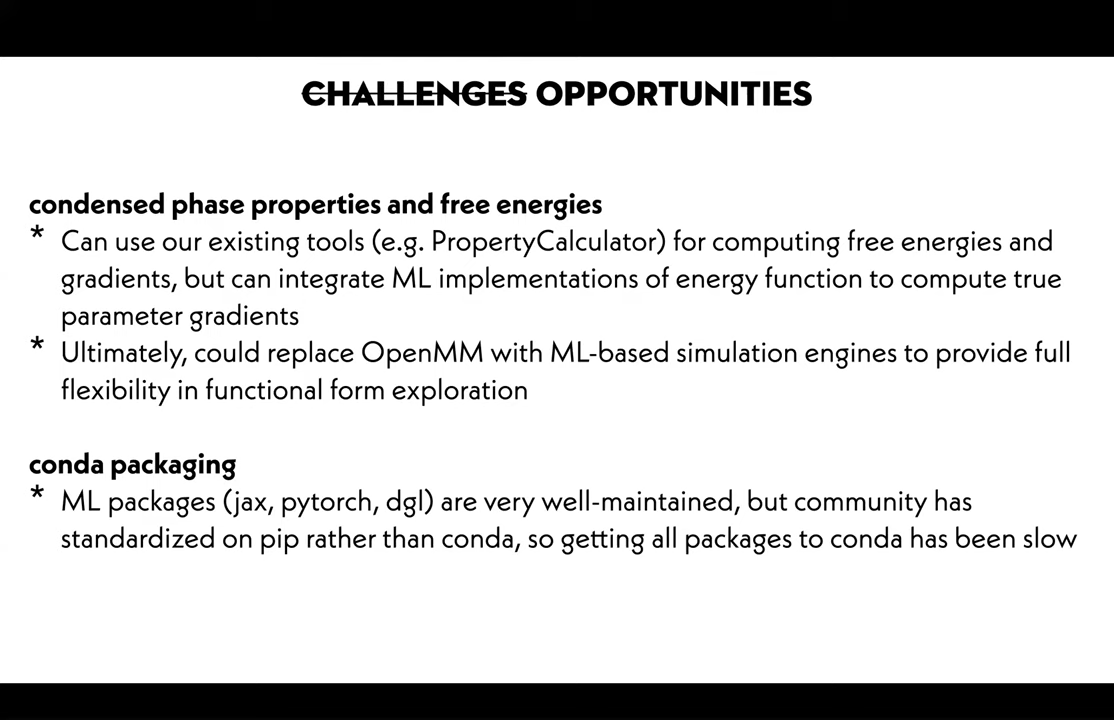 CHALLENGES OPPORTUNITIES
condensed phase properties and free energies
* Can use our existing tools (e.g. PropertyCalculator) for computing free energies and
gradients, but can integrate ML implementations of energy function to compute true
parameter gradients
* Ultimately, could replace OpenMM with ML-based simulation engines to provide full
flexibility in functional form exploration
conda packaging
* ML packages (jax, pytorch, dgl) are very well-maintained, but community has
standardized on pip rather than conda, so getting all packages to conda has been slow